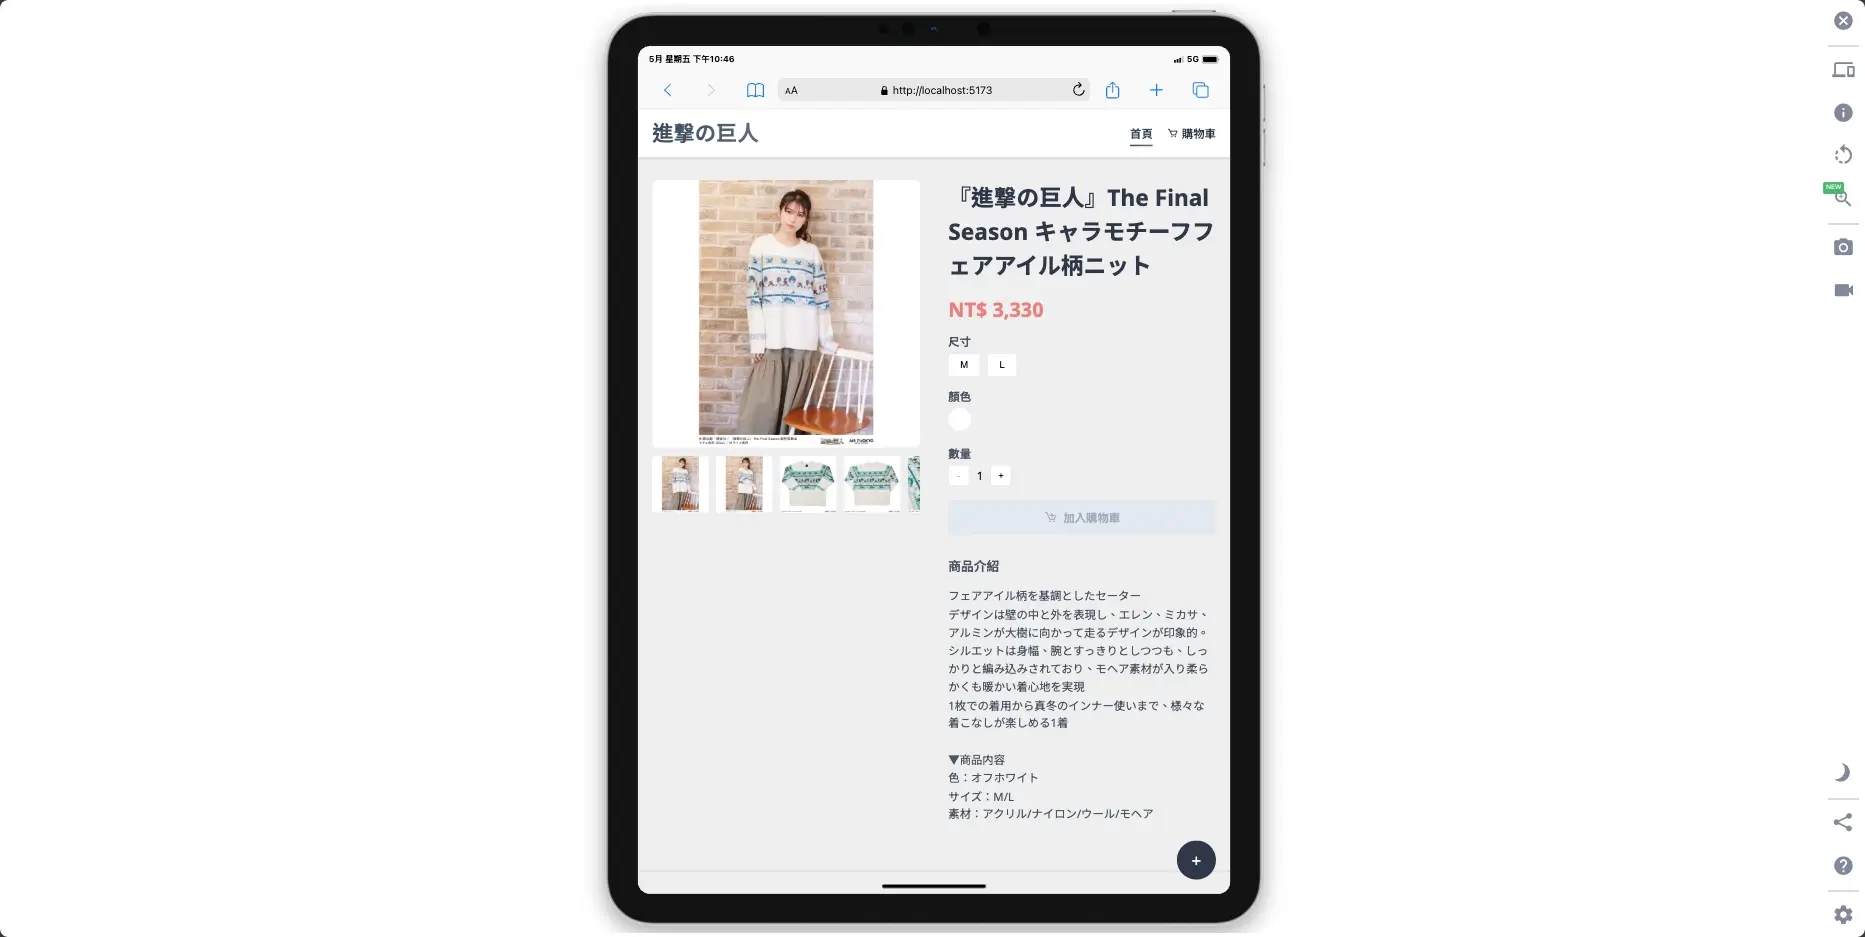 5月 星期五 下午10:46
5G
AA
http://localhost:5173
進撃の巨人
首頁
購物車
『進撃の巨人』The Final
Season キャラモチーフフ
ェアアイル柄ニット
NT$ 3,330
尺寸
M
L
顏色
數量
-
1
+
加入購物車
商品介紹
フェアアイル柄を基調としたセーター
デザインは壁の中と外を表現し、エレン、ミカサ、
アルミンが大樹に向かって走るデザインが印象的。
シルエットは身幅、腕とすっきりとしつつも、しっ
かりと編み込みされており、モヘア素材が入り柔ら
かくも暖かい着心地を実現
1枚での着用から真冬のインナー使いまで、様々な
着こなしが楽しめる1着
▼商品内容
色：オフホワイト
サイズ：M/L
素材：アクリル/ナイロン/ウール/モヘア
+
NEW